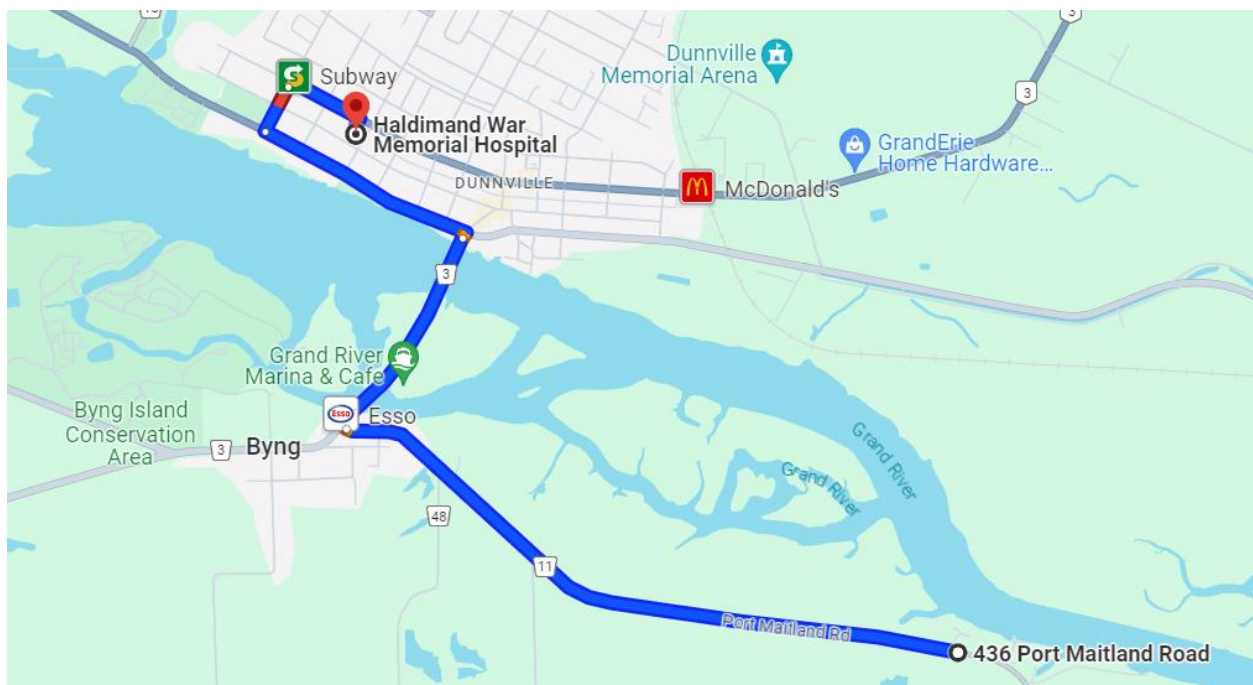 3
Subway
Haldimand War
Memorial Hospital
Dunnville
Memorial Arena
3
GrandErie
Home Hardware...
DUNNVILLE
McDonald's
3
Grand River
Marina & Cafe
Esso
Esso
Byng Island
Conservation
Area
3
Byng
48
11
Grand River
Grand River
Port Maitland Rd
436 Port Maitland Road